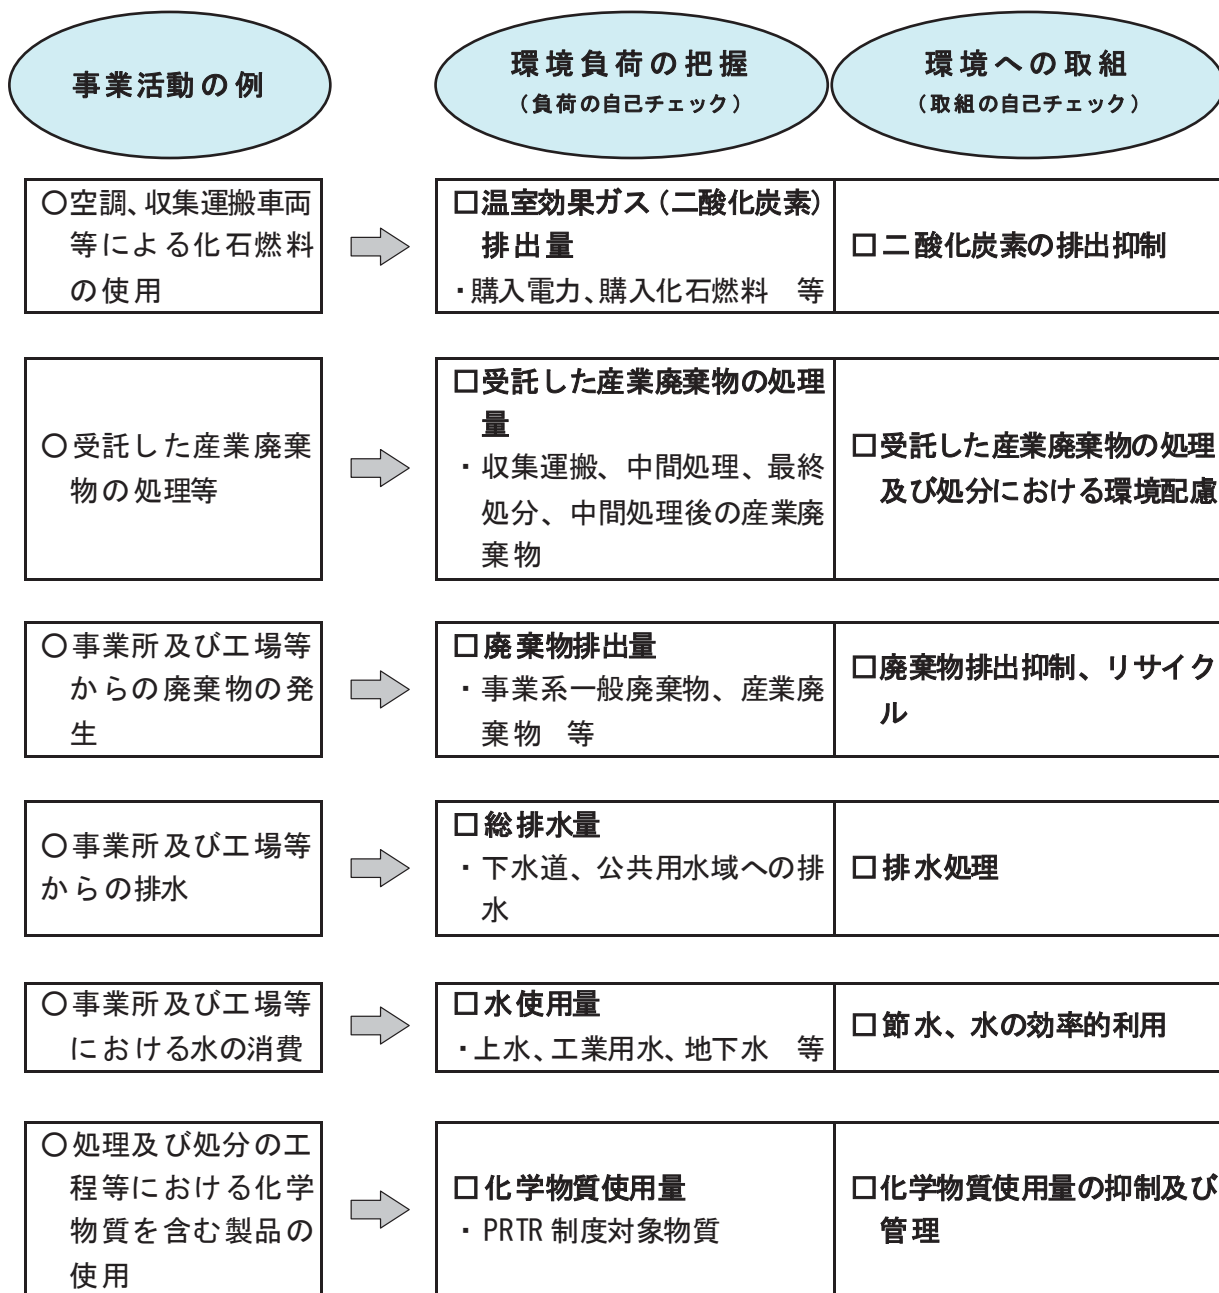 事業活動の例
環境負荷の把握
（負荷の自己チェック）
環境への取組
（取組の自己チェック）
○空調、収集運搬車両
等による化石燃料
の使用
□温室効果ガス（二酸化炭素）
排出量
・購入電力、購入化石燃料　等
□二酸化炭素の排出抑制
○受託した産業廃棄
物の処理等
□受託した産業廃棄物の処理
量
・収集運搬、中間処理、最終
処分、中間処理後の産業廃
棄物
□受託した産業廃棄物の処理
及び処分における環境配慮
○事業所及び工場等
からの廃棄物の発
生
□廃棄物排出量
・事業系一般廃棄物、産業廃
棄物　等
□廃棄物排出抑制、リサイク
ル
○事業所及び工場等
からの排水
□総排水量
・下水道、公共用水域への排
水
□排水処理
○事業所及び工場等
における水の消費
□水使用量
・上水、工業用水、地下水　等
□節水、水の効率的利用
○処理及び処分の工
程等における化学
物質を含む製品の
使用
□化学物質使用量
・PRTR 制度対象物質
□化学物質使用量の抑制及び
管理